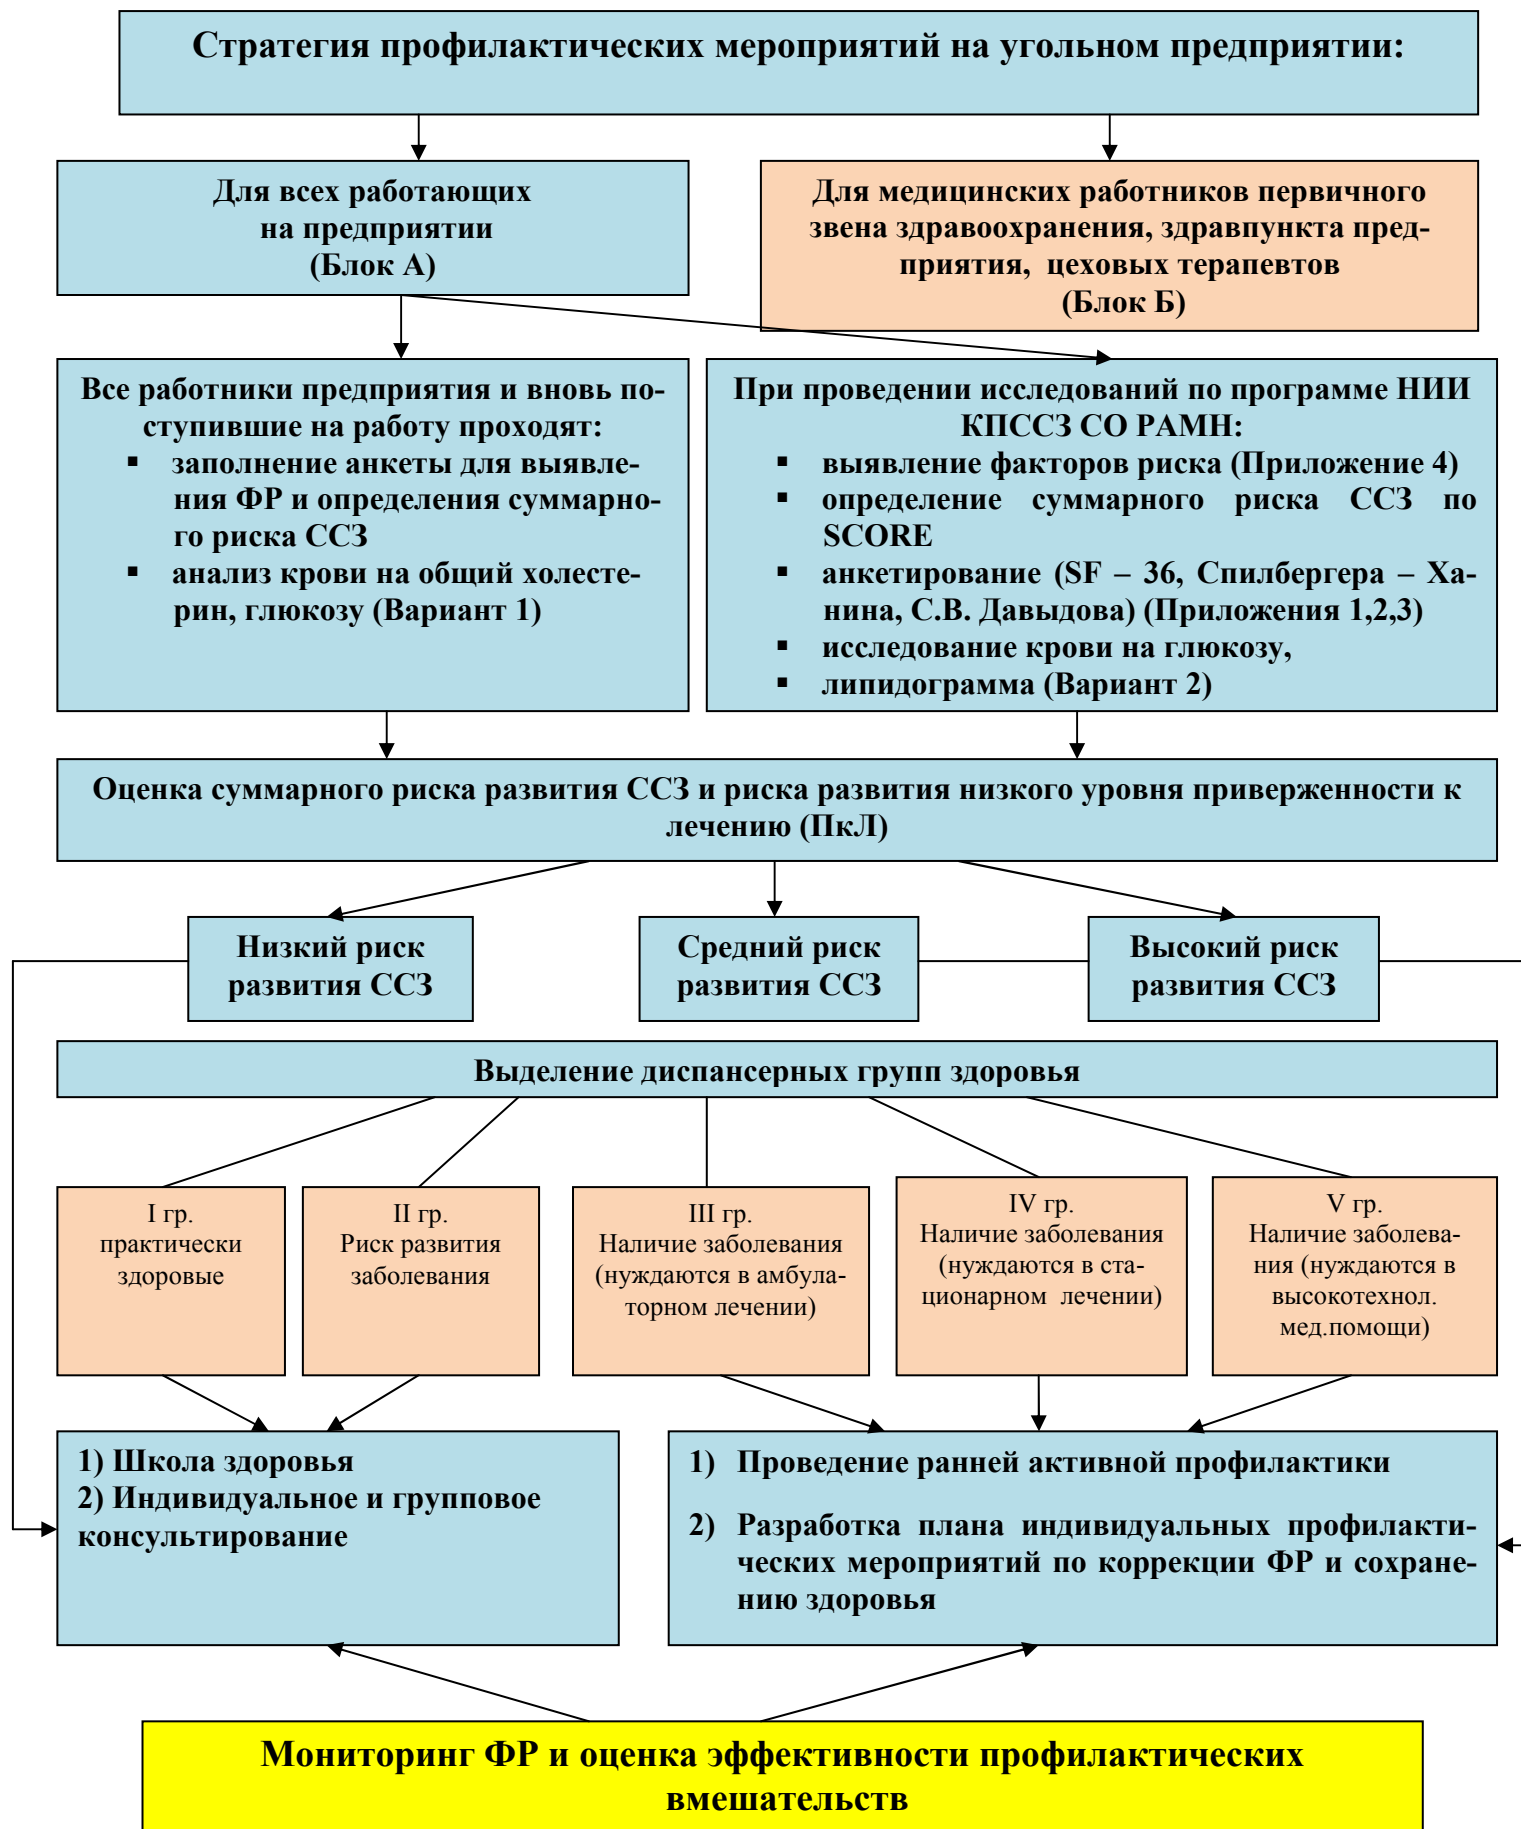 Стратегия профилактических мероприятий на угольном предприятии:
Для всех работающих
на предприятии
(Блок А)
Для медицинских работников первичного
звена здравоохранения, здравпункта пред-
приятия, цеховых терапевтов
(Блок Б)
Все работники предприятия и вновь по-
ступившие на работу проходят:
▪ заполнение анкеты для выявле-
ния ФР и определения суммарно-
го риска ССЗ
▪ анализ крови на общий холесте-
рин, глюкозу (Вариант 1)
При проведении исследований по программе НИИ
КПССЗ СО РАМН:
▪ выявление факторов риска (Приложение 4)
▪ определение суммарного риска ССЗ по
SCORE
▪ анкетирование (SF – 36, Спилбергера – Ха-
нина, С.В. Давыдова) (Приложения 1,2,3)
▪ исследование крови на глюкозу,
▪ липидограмма (Вариант 2)
Оценка суммарного риска развития ССЗ и риска развития низкого уровня приверженности к
лечению (ПкЛ)
Низкий риск
развития ССЗ
Средний риск
развития ССЗ
Высокий риск
развития ССЗ
Выделение диспансерных групп здоровья
I гр.
практически
здоровые
II гр.
Риск развития
заболевания
III гр.
Наличие заболевания
(нуждаются в амбула-
торном лечении)
IV гр.
Наличие заболевания
(нуждаются в ста-
ционарном лечении)
V гр.
Наличие заболева-
ния (нуждаются в
высокотехнол.
мед.помощи)
1) Школа здоровья
2) Индивидуальное и групповое
консультирование
1) Проведение ранней активной профилактики
2) Разработка плана индивидуальных профилакти-
ческих мероприятий по коррекции ФР и сохране-
нию здоровья
Мониторинг ФР и оценка эффективности профилактических
вмешательств